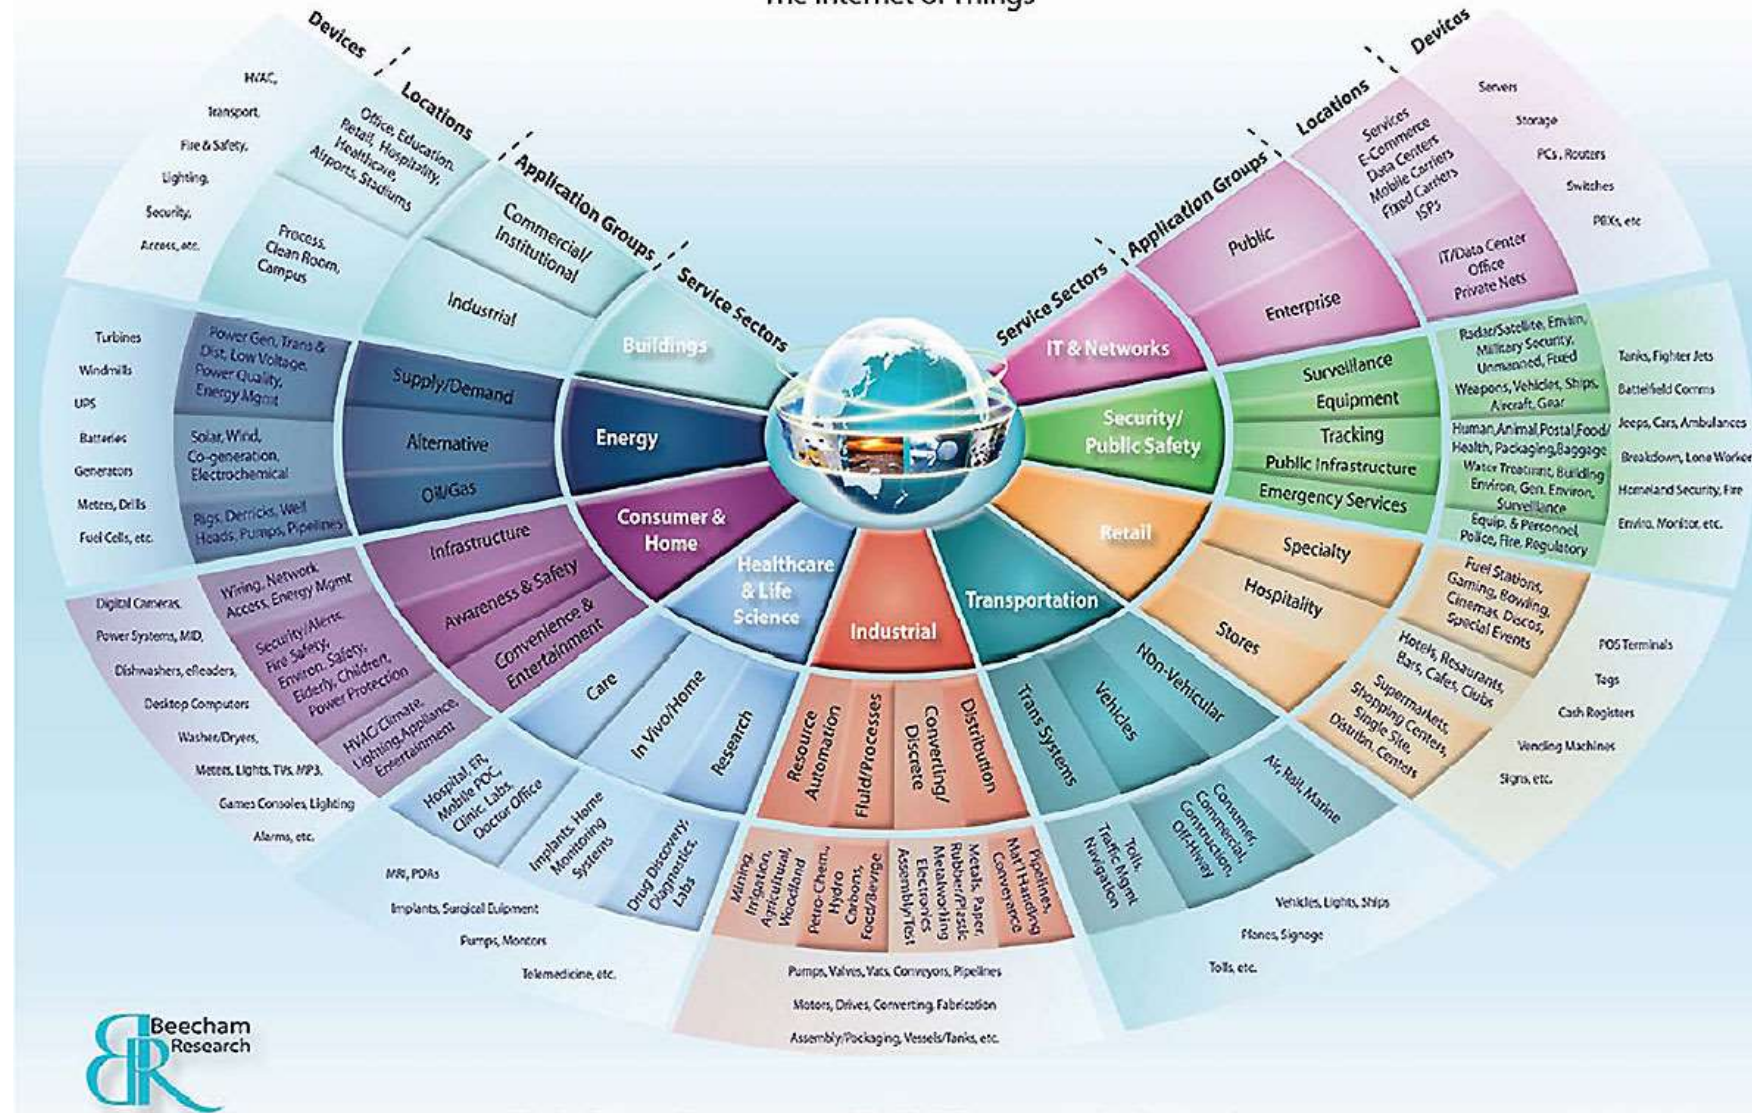 The Internet of Things
Devices
Locations
Application Groups
Service Sectors
Buildings
Commercial/
Institutional
Industrial
Office, Education,
Retail, Hospitality,
Healthcare,
Airports, Stadiums
Process,
Clean Room,
Campus
HVAC,
Transport,
Fire & Safety,
Lighting,
Security,
Access, etc.
Energy
Supply/Demand
Alternative
Oil/Gas
Power Gen, Trans &
Dist, Low Voltage,
Power Quality,
Energy Mgmt
Solar, Wind,
Co-generation,
Electrochemical
Rigs, Derricks, Well
Heads, Pumps, Pipelines
Turbines
Windmills
UPS
Batteries
Generators
Meters, Drills
Fuel Cells, etc.
Consumer &
Home
Infrastructure
Awareness & Safety
Convenience &
Entertainment
Wiring, Network
Access, Energy Mgmt
Security/Alerts,
Fire Safety,
Environ. Safety,
Elderly, Children,
Power Protection
HVAC/Climate,
Lighting, Appliance,
Entertainment
Digital Cameras,
Power Systems, MID,
Dishwashers, eReaders,
Desktop Computers
Washer/Dryers,
Meters, Lights, TVs, MP3,
Games Consoles, Lighting
Alarms, etc.
Healthcare
& Life
Science
Care
In Vivo/Home
Research
Hospital, ER,
Mobile POC,
Clinic, Labs,
Doctor Office
Implants, Home
Monitoring
Systems
Drug Discovery,
Diagnostics,
Labs
MRI, PDAs
Implants, Surgical Euipment
Pumps, Monitors
Telemedicine, etc.
Industrial
Resource
Automation
Fluid/Processes
Converting/
Discrete
Distribution
Mining,
Irrigation,
Agricultural,
Woodland
Petro-Chem.,
Hydro
Carbons,
Food/Bevrige
Metals, Paper,
Rubber/Plastic
Metalworking
Electronics
Assembly/Test
Pipelines,
Mat'l Handing
Conveyance
Pumps, Valves, Vats, Conveyors, Pipelines
Motors, Drives, Converting, Fabrication
Assembly/Packaging, Vessels/Tanks, etc.
Transportation
Trans Systems
Vehicles
Non-Vehicular
Tolls,
Traffic Mgmt
Navigation
Consumer,
Commercial,
Construction,
Off-Hiway
Air, Rail, Marine
Vehicles, Lights, Ships
Planes, Signage
Tolls, etc.
Retail
Specialty
Hospitality
Stores
Fuel Stations,
Gaming, Bowling,
Cinemas, Discos,
Special Events
Hotels, Resaurants,
Bars, Cafes, Clubs
Supermarkets,
Shopping Centers,
Single Site,
Distribn, Centers
POS Terminals
Tags
Cash Registers
Vending Machines
Signs, etc.
Security/
Public Safety
Surveillance
Equipment
Tracking
Public Infrastructure
Emergency Services
Radar/Satellite, Environ,
Military Security,
Unmanned, Fixed
Weapons, Vehicles, Ships,
Aircraft, Gear
Human, Animal, Postal, Food/
Health, Packaging, Baggage
Water Treatmnt, Building
Environ, Gen. Environ,
Surveillance
Equip, & Personnel,
Police, Fire, Regulatory
Tanks, Fighter Jets
Battelfield Comms
Jeeps, Cars, Ambulances
Breakdown, Lone Worker
Homeland Security, Fire
Enviro. Monitor, etc.
IT & Networks
Public
Enterprise
Services
E-Commerce
Data Centers
Mobile Carriers
Fixed Carriers
ISPs
IT/Data Center
Office
Private Nets
Servers
Storage
PCs, Routers
Switches
PBXs, etc
Service Sectors
Application Groups
Locations
Devices
BR
Beecham
Research